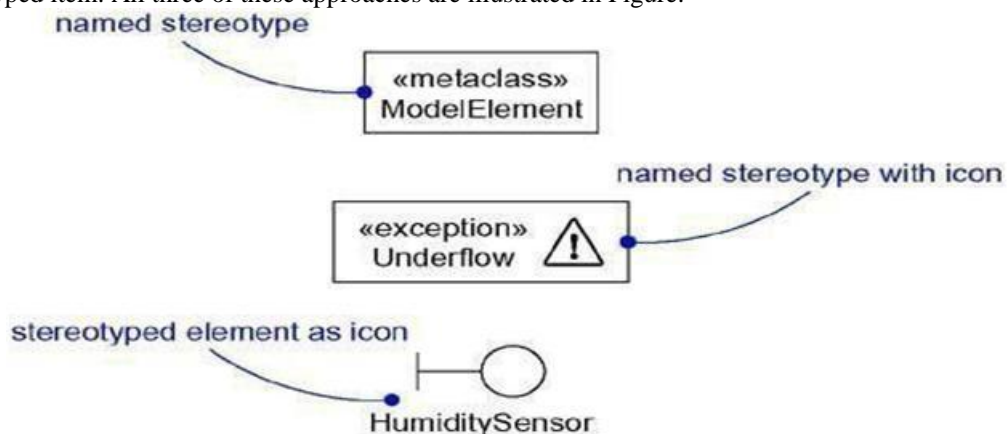 ped item. All three of these approaches are illustrated in Figure.
named stereotype
«metaclass»
ModelElement
named stereotype with icon
«exception»
Underflow
stereotyped element as icon
HumiditySensor